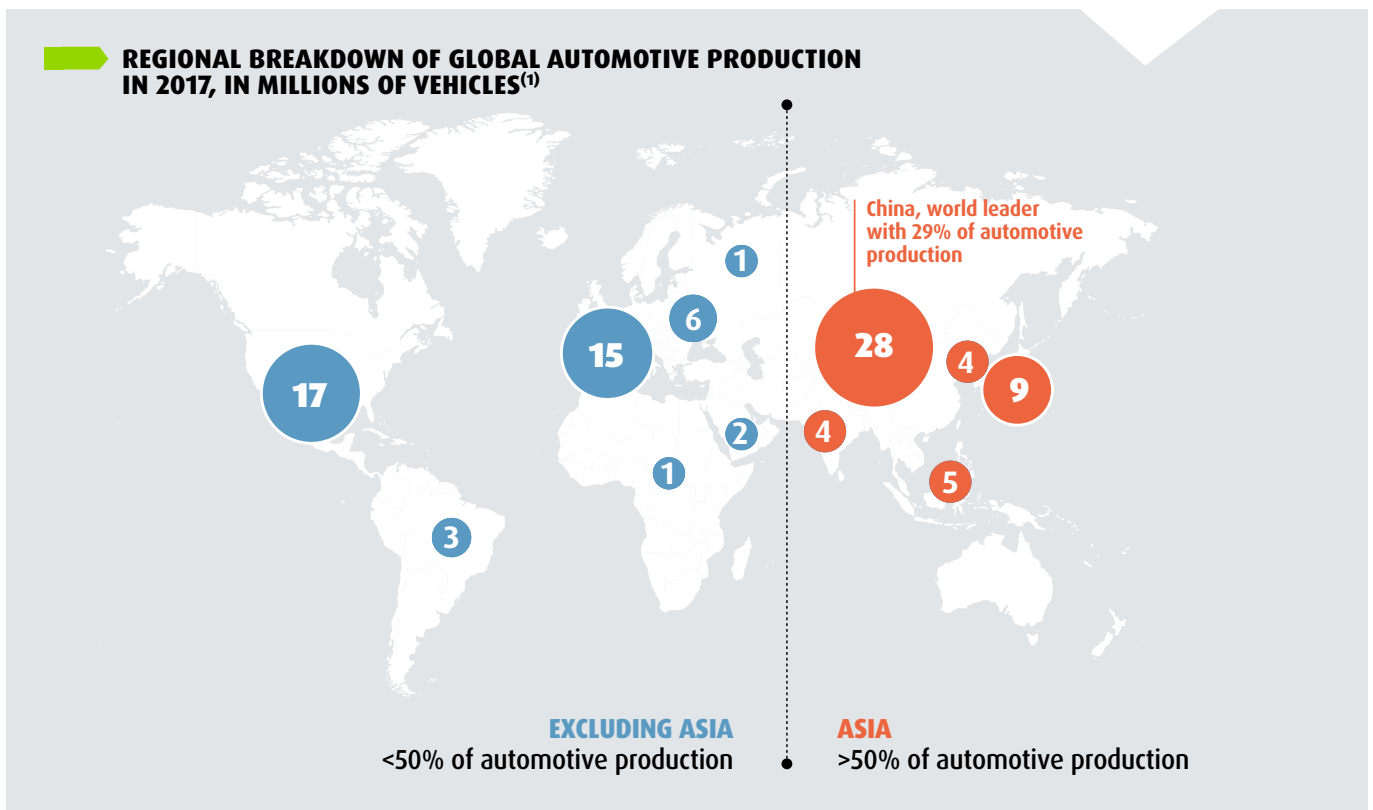 REGIONAL BREAKDOWN OF GLOBAL AUTOMOTIVE PRODUCTION
IN 2017, IN MILLIONS OF VEHICLES(1)
China, world leader
with 29% of automotive
production
1
6
15
28
4
9
17
2
4
1
5
3
EXCLUDING ASIA
<50% of automotive production
ASIA
>50% of automotive production